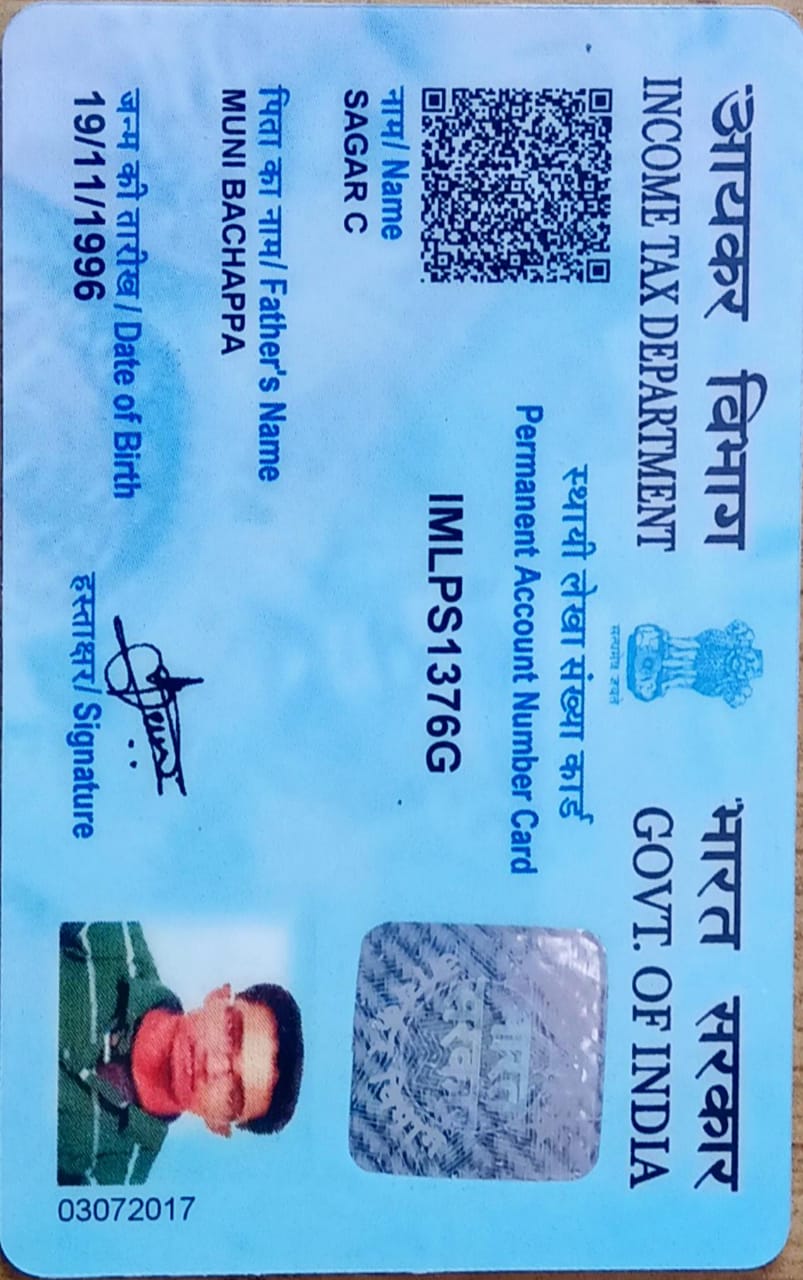 आयकर विभाग
INCOME TAX DEPARTMENT
सत्यमेव जयते
भारत सरकार
GOVT. OF INDIA
स्थायी लेखा संख्या कार्ड
Permanent Account Number Card
IMLPS1376G
भारत
सरकार
नाम/ Name
SAGAR C
पिता का नाम/ Father's Name
MUNI BACHAPPA
जन्म की तारीख/ Date of Birth
19/11/1996
हस्ताक्षर/ Signature
03072017